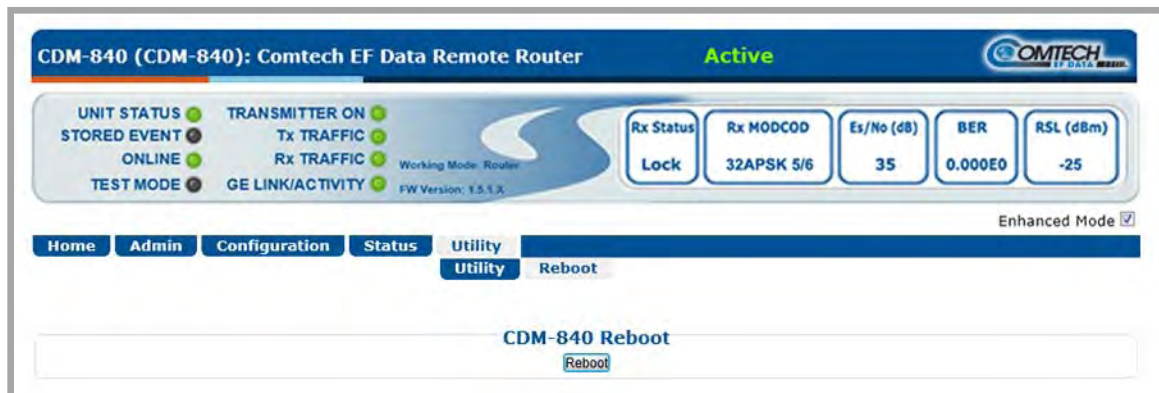 CDM-840 (CDM-840): Comtech EF Data Remote Router
Active
COMTECH
EF DATA
UNIT STATUS
TRANSMITTER ON
STORED EVENT
Tx TRAFFIC
ONLINE
Rx TRAFFIC
TEST MODE
GE LINK/ACTIVITY
Working Mode: Router
FW Version: 1.5.1.X
Rx Status
Lock
Rx MODCOD
32APSK 5/6
Es/No (dB)
35
BER
0.000E0
RSL (dBm)
-25
Enhanced Mode
Home Admin Configuration Status Utility
Utility Reboot
CDM-840 Reboot
Reboot